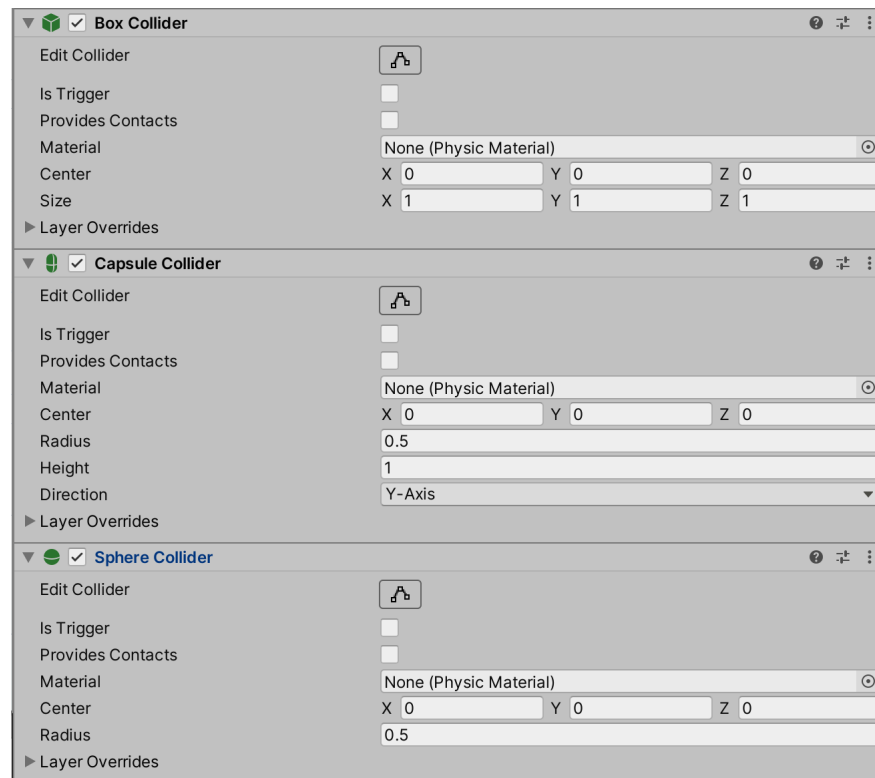 Box Collider
Edit Collider
Is Trigger
Provides Contacts
Material None (Physic Material)
Center X 0 Y 0 Z 0
Size X 1 Y 1 Z 1
Layer Overrides
Capsule Collider
Edit Collider
Is Trigger
Provides Contacts
Material None (Physic Material)
Center X 0 Y 0 Z 0
Radius 0.5
Height 1
Direction Y-Axis
Layer Overrides
Sphere Collider
Edit Collider
Is Trigger
Provides Contacts
Material None (Physic Material)
Center X 0 Y 0 Z 0
Radius 0.5
Layer Overrides